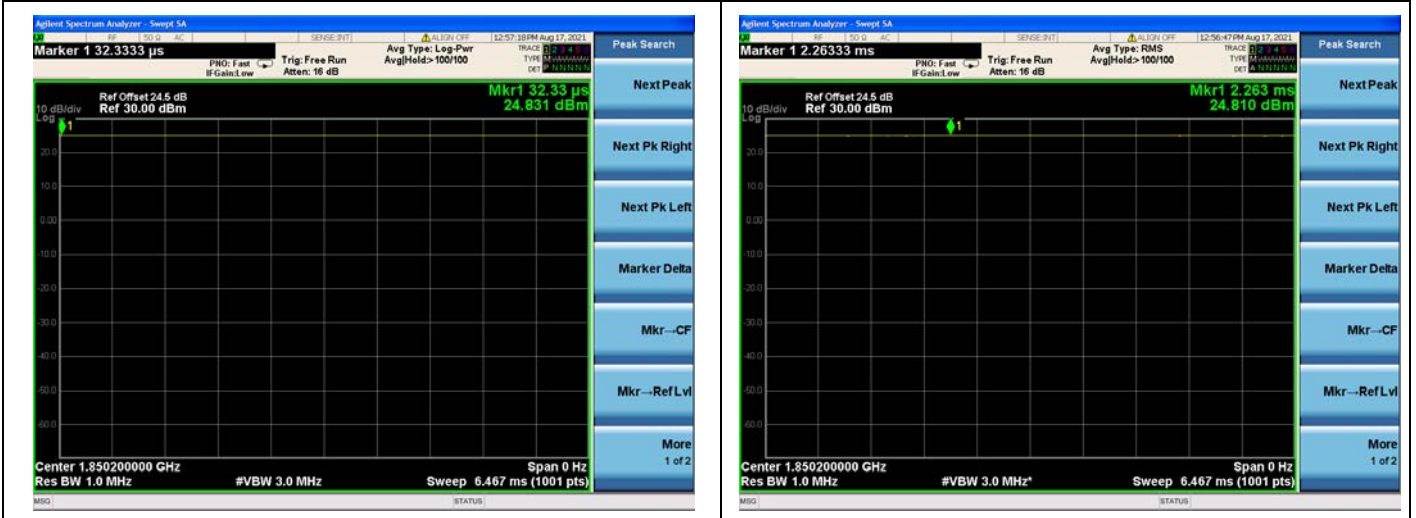 Agilent Spectrum Analyzer - Swept SA
RF 50 Ω AC SENSE:INT ALIGN OFF 12:57:18 PM Aug 17, 2021
Marker 1 32.3333 µs
PNO: Fast
IFGain:Low
Trig: Free Run
Atten: 16 dB
Avg Type: Log-Pwr
Avg|Hold:> 100/100
TRACE 1 2 3 4 5 6
TYPE
DET P N N N N N
Peak Search
Mkr1 32.33 µs
24.831 dBm
Ref Offset 24.5 dB
10 dB/div Ref 30.00 dBm
Log
1
20.0
10.0
0.00
-10.0
-20.0
-30.0
-40.0
-50.0
-60.0
Next Peak
Next Pk Right
Next Pk Left
Marker Delta
Mkr→CF
Mkr→Ref Lvl
More
1 of 2
Center 1.850200000 GHz Span 0 Hz
Res BW 1.0 MHz #VBW 3.0 MHz Sweep 6.467 ms (1001 pts)
MSG STATUS
Agilent Spectrum Analyzer - Swept SA
RF 50 Ω AC SENSE:INT ALIGN OFF 12:56:47 PM Aug 17, 2021
Marker 1 2.26333 ms
PNO: Fast
IFGain:Low
Trig: Free Run
Atten: 16 dB
Avg Type: RMS
Avg|Hold:> 100/100
TRACE 1 2 3 4 5 6
TYPE
DET A N N N N N
Peak Search
Mkr1 2.263 ms
24.810 dBm
Ref Offset 24.5 dB
10 dB/div Ref 30.00 dBm
Log
1
20.0
10.0
0.00
-10.0
-20.0
-30.0
-40.0
-50.0
-60.0
Next Peak
Next Pk Right
Next Pk Left
Marker Delta
Mkr→CF
Mkr→Ref Lvl
More
1 of 2
Center 1.850200000 GHz Span 0 Hz
Res BW 1.0 MHz #VBW 3.0 MHz* Sweep 6.467 ms (1001 pts)
MSG STATUS